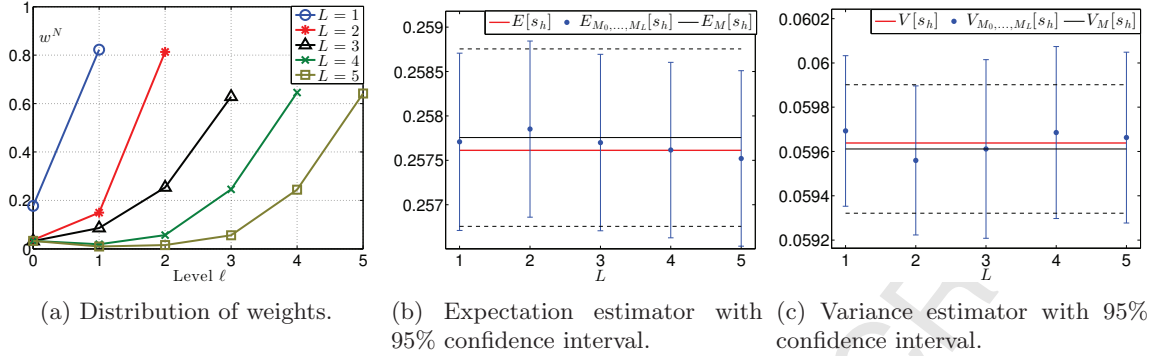 w^N
1
0.8
0.6
0.4
0.2
0
0 1 2 3 4 5
Level ℓ
L = 1
L = 2
L = 3
L = 4
L = 5
(a) Distribution of weights.
0.259
0.2585
0.258
0.2575
0.257
1 2 3 4 5
L
E[s_h] E_{M_0,...,M_L}[s_h] E_M[s_h]
(b) Expectation estimator with
95% confidence interval.
0.0602
0.06
0.0598
0.0596
0.0594
0.0592
1 2 3 4 5
L
V[s_h] V_{M_0,...,M_L}[s_h] V_M[s_h]
(c) Variance estimator with 95%
confidence interval.